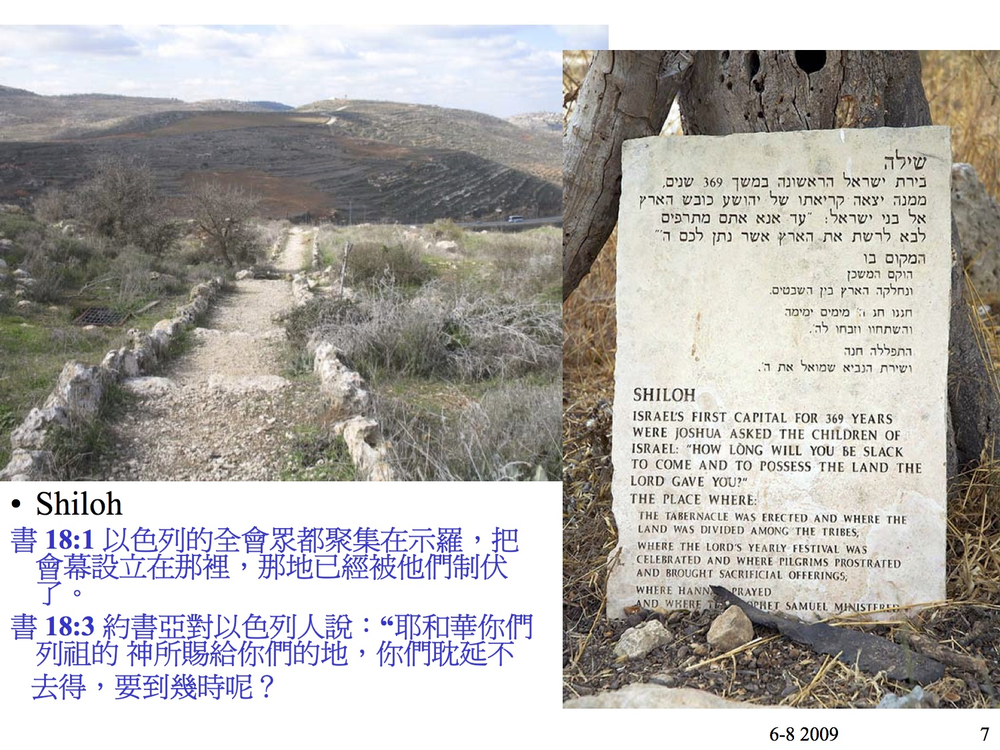 שילה
בירת ישראל הראשונה במשך 369 שנים,
ממנה יצאה קריאתו של יהושע כובש הארץ
אל בני ישראל: "עד אנא אתם מתרפים
לבא לרשת את הארץ אשר נתן לכם ה'"
המקום בו
הוקם המשכן
ונחלקה הארץ בין השבטים.
חגגו חג ה' מימים ימימה
והשתחוו וזבחו לה'.
התפללה חנה
ושירת הנביא שמואל את ה'.
SHILOH
ISRAEL'S FIRST CAPITAL FOR 369 YEARS
WERE JOSHUA ASKED THE CHILDREN OF
ISRAEL: "HOW LONG WILL YOU BE SLACK
TO COME AND TO POSSESS THE LAND THE
LORD GAVE YOU?"
THE PLACE WHERE:
THE TABERNACLE WAS ERECTED AND WHERE THE
LAND WAS DIVIDED AMONG THE TRIBES;
WHERE THE LORD'S YEARLY FESTIVAL WAS
CELEBRATED AND WHERE PILGRIMS PROSTRATED
AND BROUGHT SACRIFICIAL OFFERINGS;
WHERE PRAYED
AND WHERE SAMUEL MINISTERED
• Shiloh
書 18:1 以色列的全會眾都聚集在示羅，把
會幕設立在那裡，那地已經被他們制伏
了。
書 18:3 約書亞對以色列人說：“耶和華你們
列祖的 神所賜給你們的地，你們耽延不
去得，要到幾時呢？
6-8 2009
7